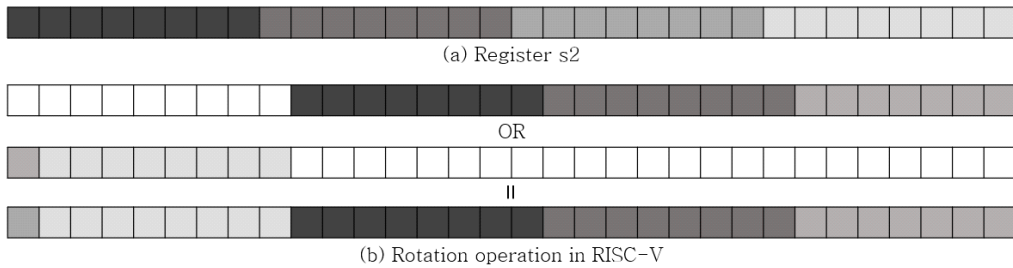 (a) Register s2
OR
=
(b) Rotation operation in RISC-V